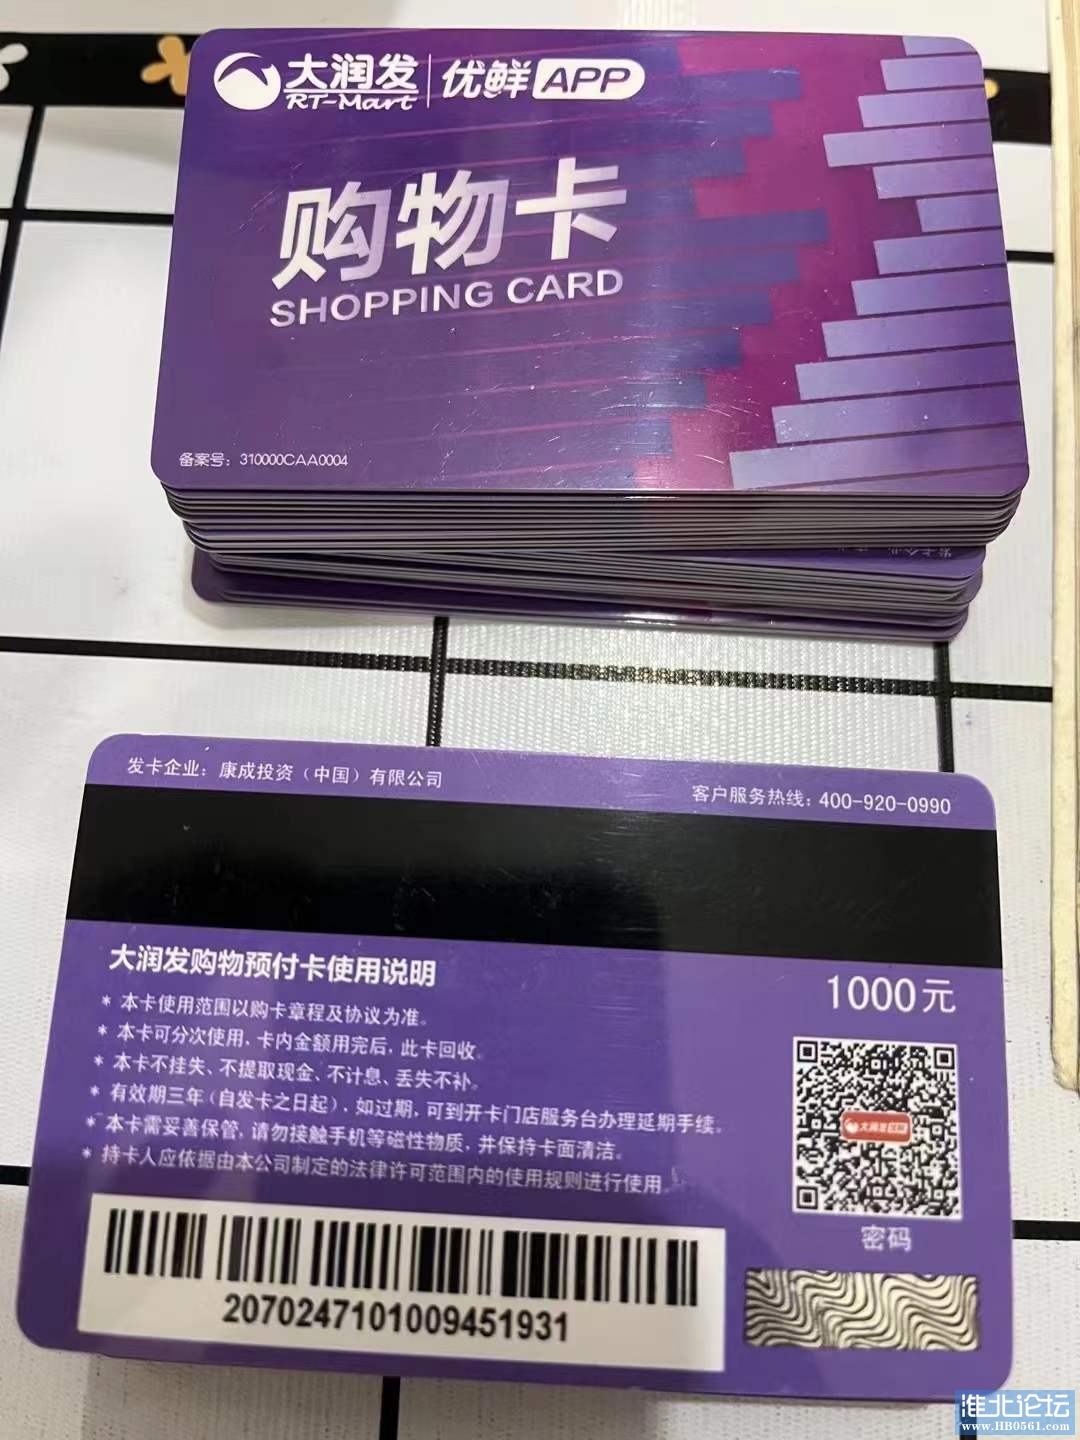 大润发
RT-Mart
优鲜 APP
购物卡
SHOPPING CARD
备案号：310000CAA0004
发卡企业：康成投资（中国）有限公司
客户服务热线：400-920-0990
大润发购物预付卡使用说明
* 本卡使用范围以购卡章程及协议为准。
* 本卡可分次使用，卡内金额用完后，此卡回收。
* 本卡不挂失、不提取现金、不计息、丢失不补。
* 有效期三年（自发卡之日起），如过期，可到开卡门店服务台办理延期手续。
* 本卡需妥善保管，请勿接触手机等磁性物质，并保持卡面清洁。
* 持卡人应依据由本公司制定的法律许可范围内的使用规则进行使用。
1000元
大润发
密码
2070247101009451931
淮北论坛
www.HB0561.com